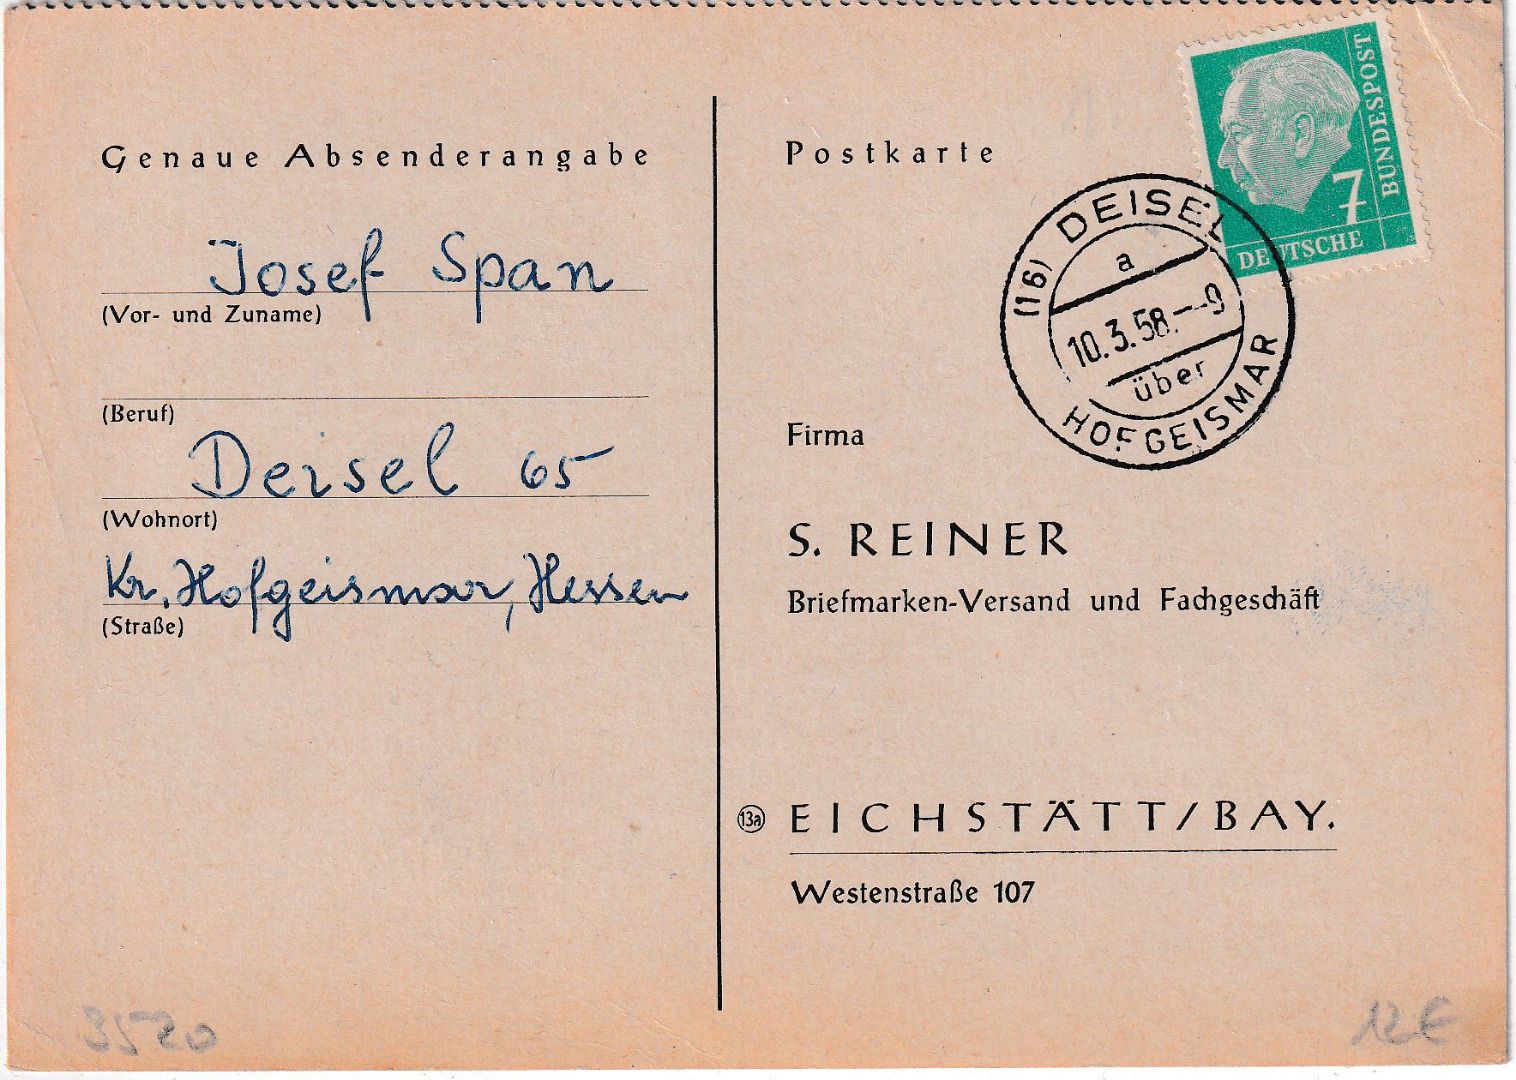 Genaue Absenderangabe
Josef Span
(Vor- und Zuname)
(Beruf)
Deisel 65
(Wohnort)
Kr. Hofgeismar, Hessen
(Straße)
3520
Postkarte
7
DEUTSCHE
BUNDESPOST
(16) DEISEL
a
10.3.58.--9
über
HOFGEISMAR
Firma
S. REINER
Briefmarken-Versand und Fachgeschäft
13a EICHSTÄTT/BAY.
Westenstraße 107
12€